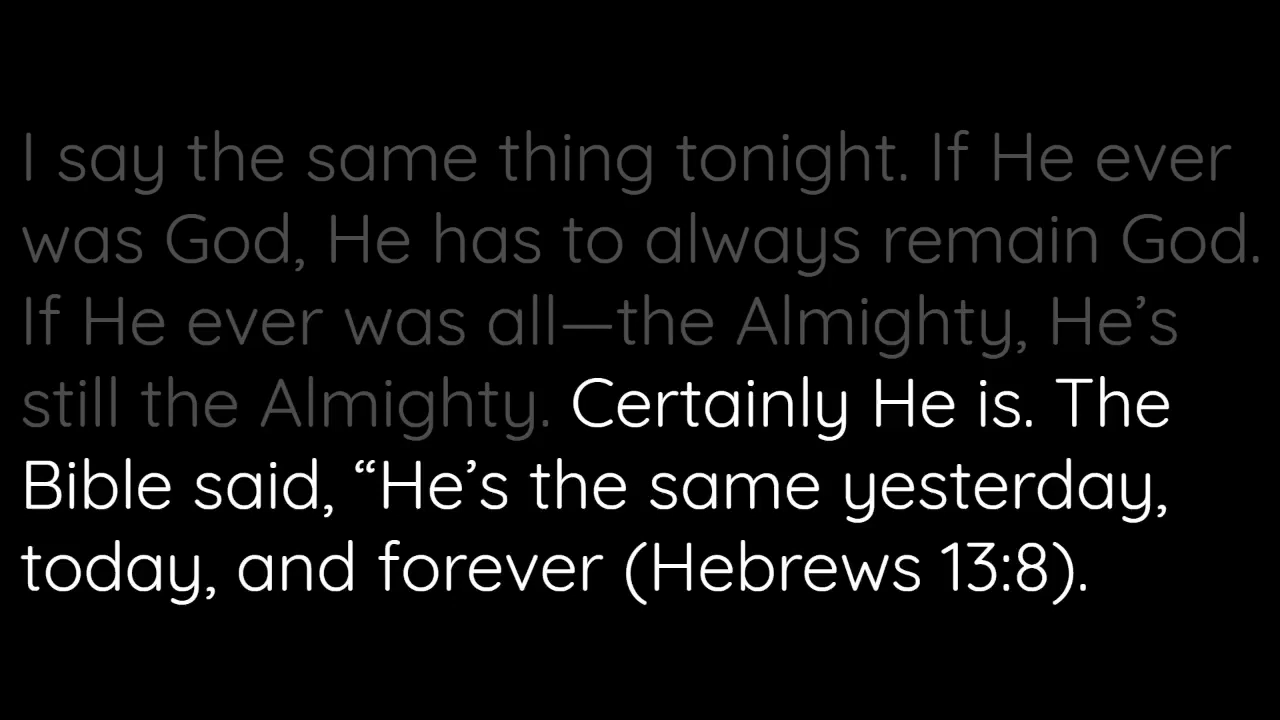 I say the same thing tonight. If He ever
was God, He has to always remain God.
If He ever was all—the Almighty, He’s
still the Almighty. Certainly He is. The
Bible said, “He’s the same yesterday,
today, and forever (Hebrews 13:8).